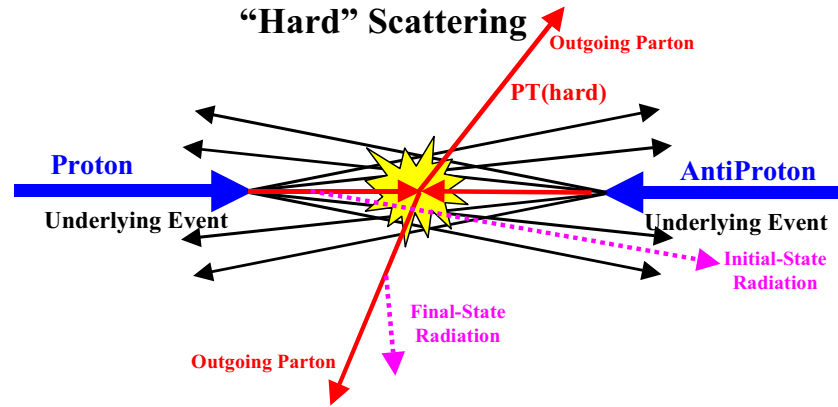 “Hard” Scattering
Outgoing Parton
PT(hard)
Proton
AntiProton
Underlying Event
Underlying Event
Initial-State
Radiation
Final-State
Radiation
Outgoing Parton